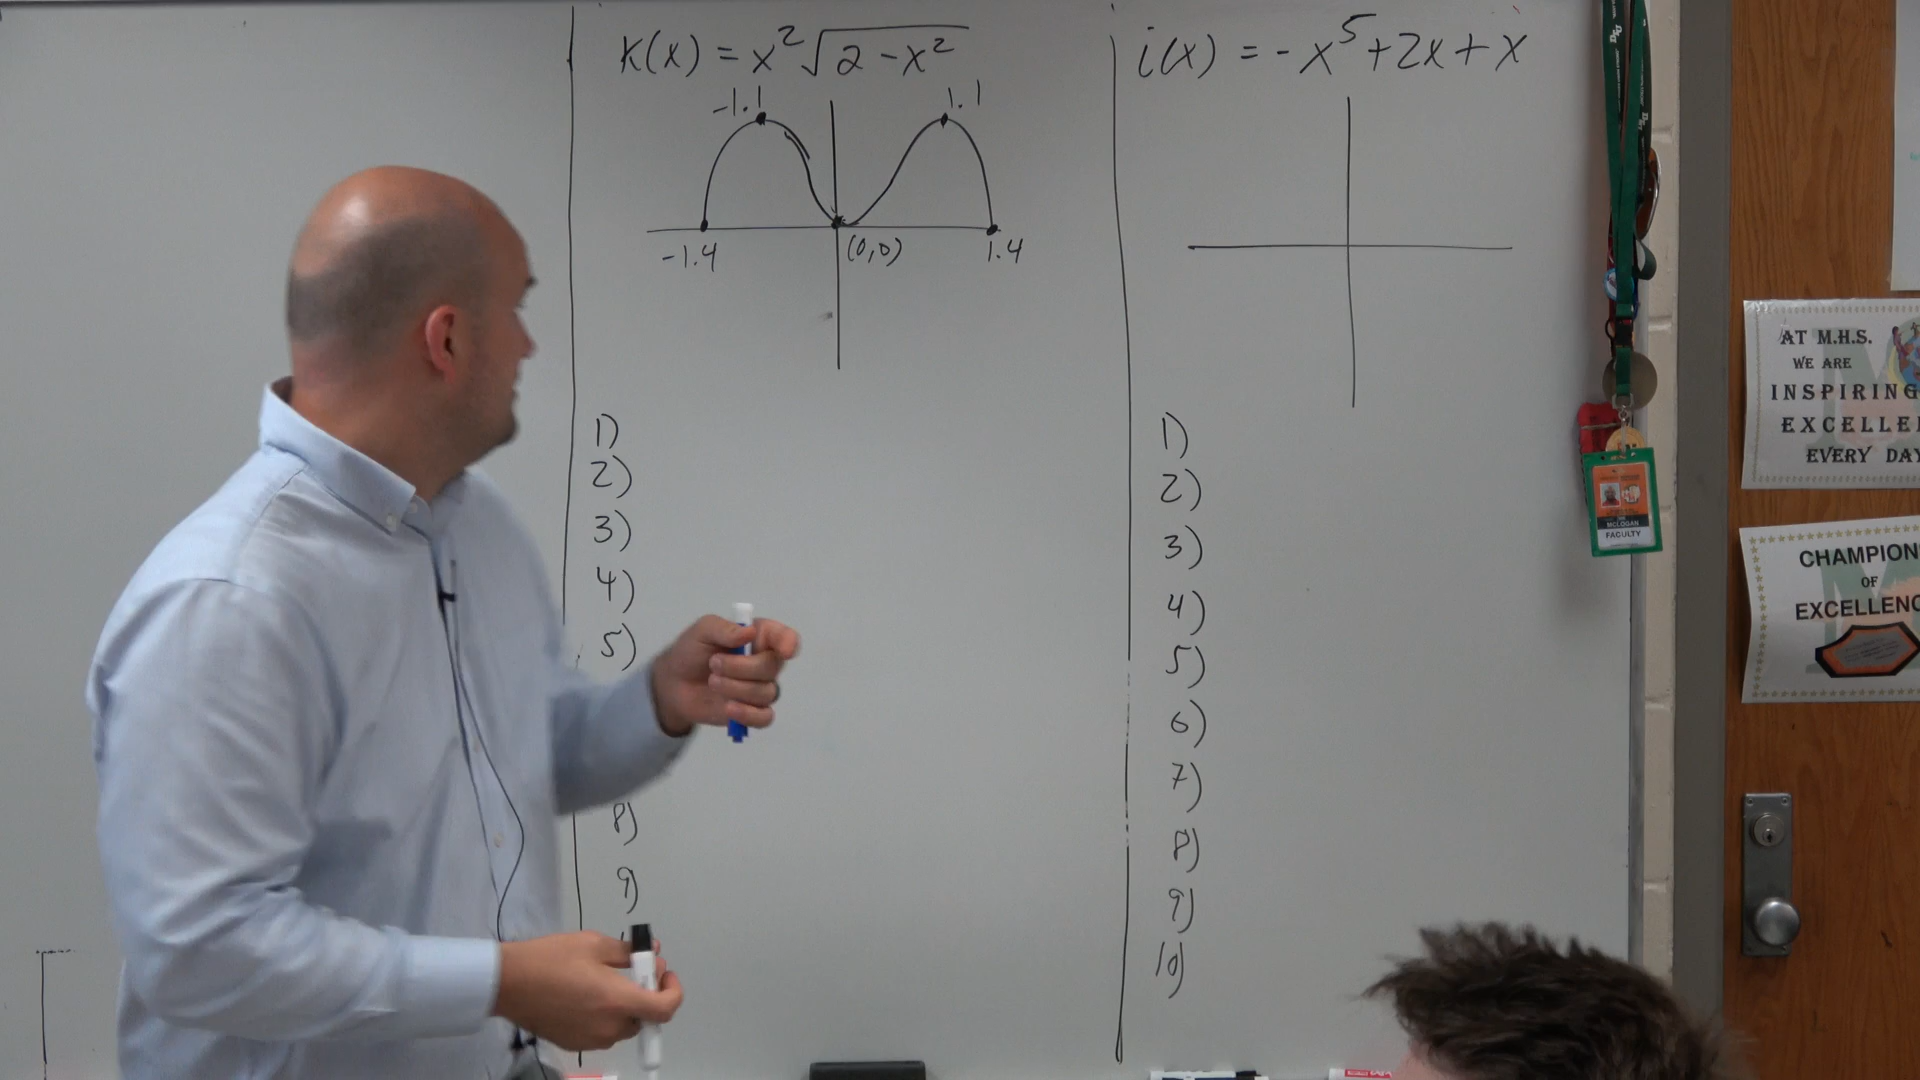 K(x) = x²√(2 - x²)
-1.1
1.1
-1.4
(0,0)
1.4
1)
2)
3)
4)
5)
8)
9)
i(x) = -x⁵+2x+x
1)
2)
3)
4)
5)
6)
7)
8)
9)
10)
MCLOGAN
FACULTY
AT M.H.S.
WE ARE
INSPIRING
EXCELLE
EVERY DAY
CHAMPION
OF
EXCELLENC